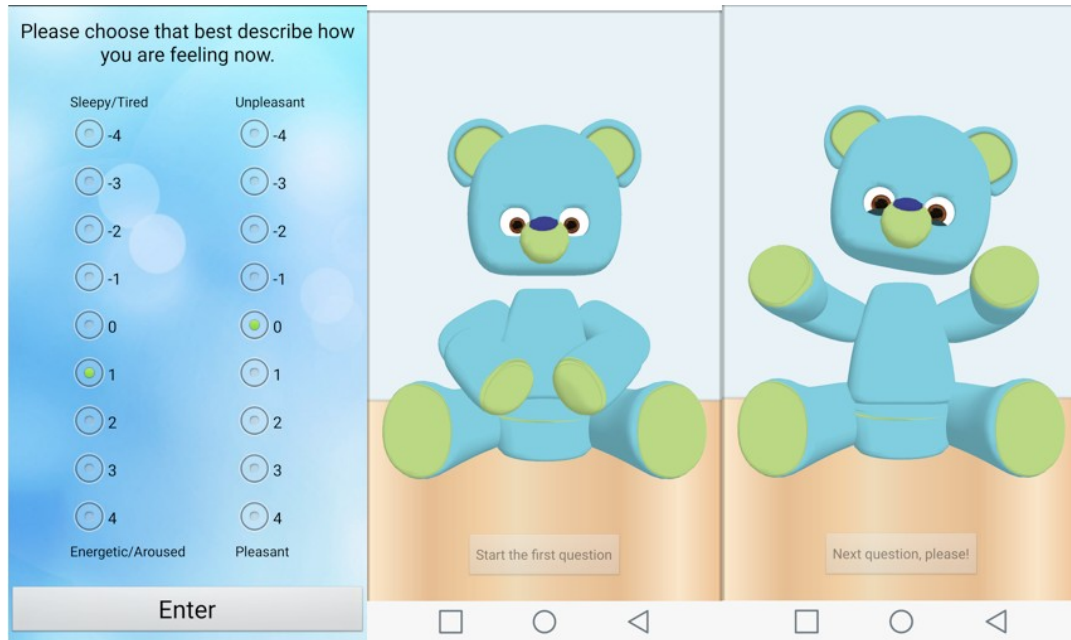 Please choose that best describe how
you are feeling now.
Sleepy/Tired
-4
-3
-2
-1
0
1
2
3
4
Energetic/Aroused
Unpleasant
-4
-3
-2
-1
0
1
2
3
4
Pleasant
Enter
Start the first question
Next question, please!